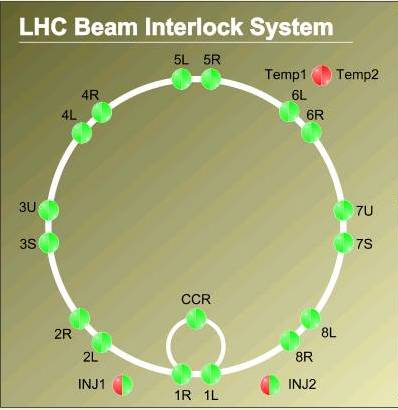 LHC Beam Interlock System
5L 5R
Temp1 Temp2
4R 6L
4L 6R
3U 7U
3S 7S
CCR
2R 8L
2L 8R
INJ1 1R 1L INJ2